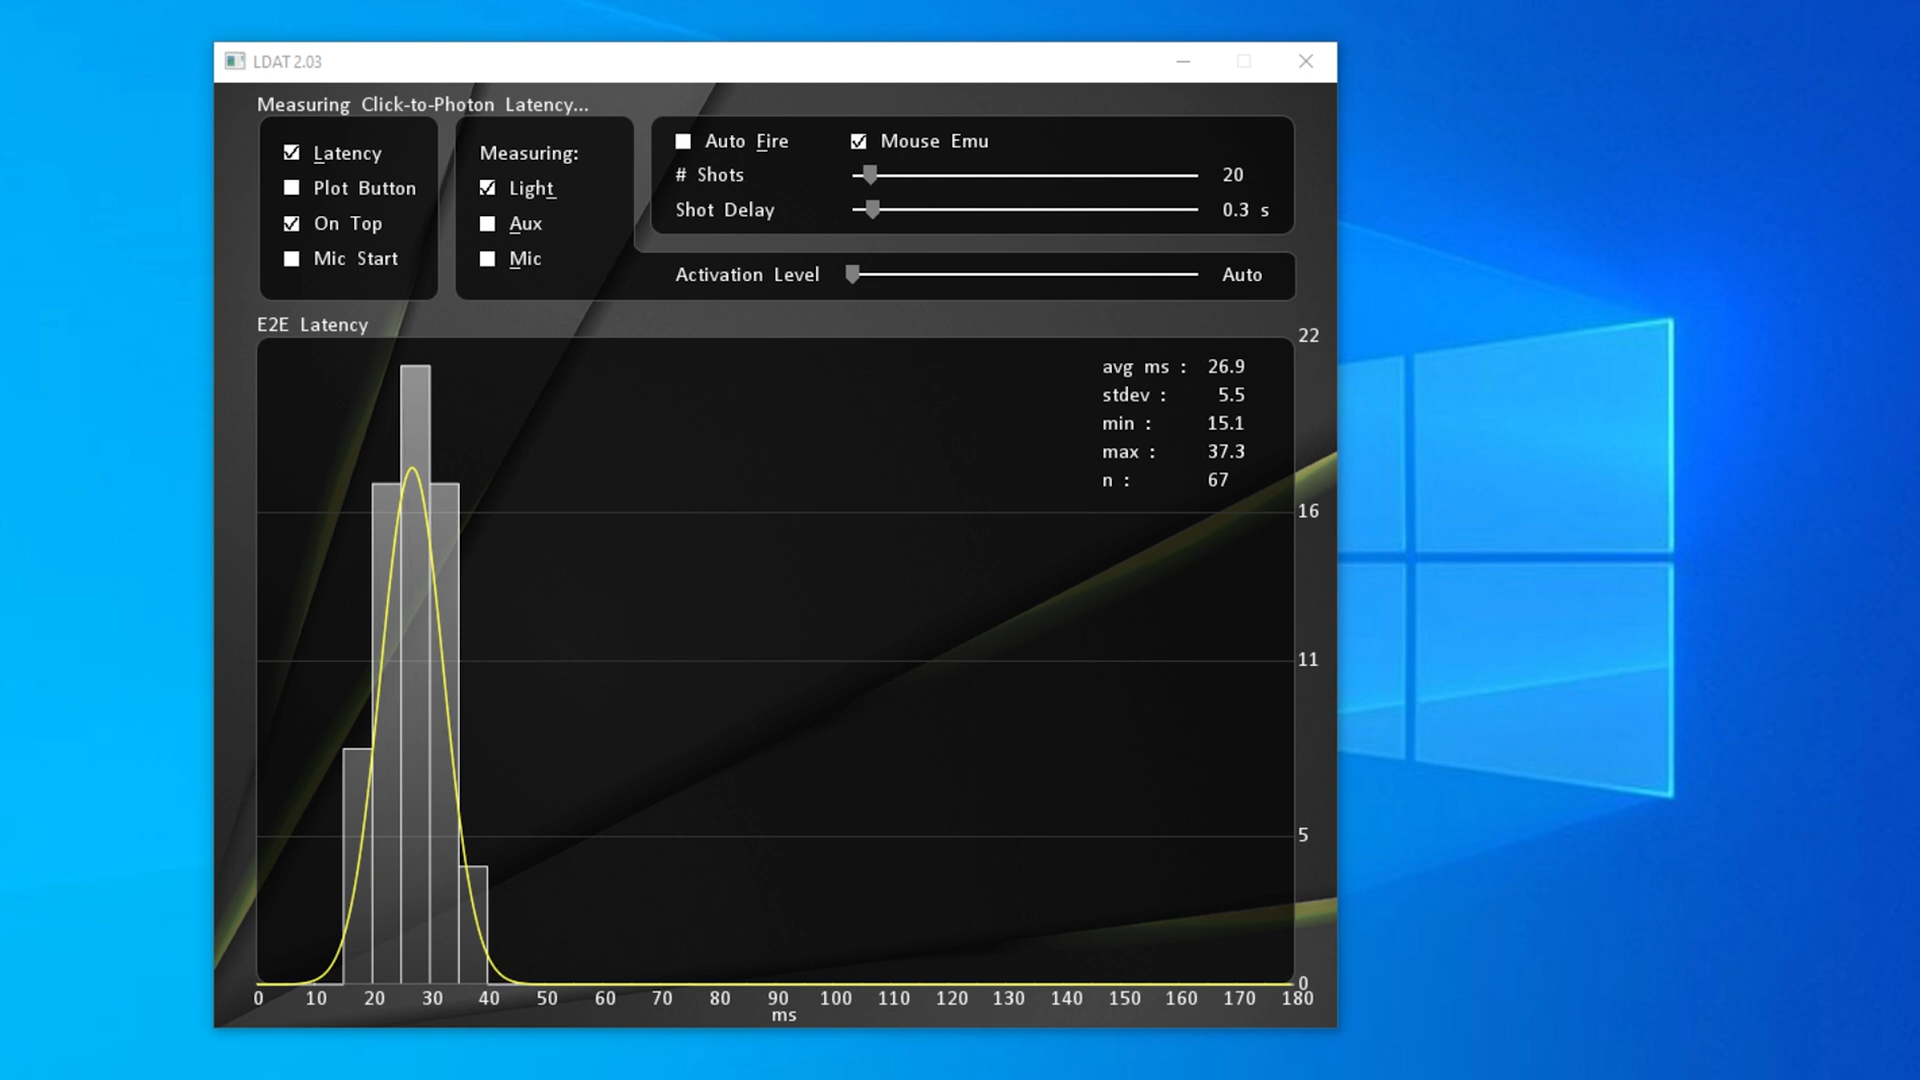 LDAT 2.03
Measuring Click-to-Photon Latency...
Latency
Plot Button
On Top
Mic Start
Measuring:
Light
Aux
Mic
Auto Fire Mouse Emu
# Shots 20
Shot Delay 0.3 s
Activation Level Auto
E2E Latency
22
avg ms : 26.9
stdev : 5.5
min : 15.1
max : 37.3
n : 67
16
11
5
0
0 10 20 30 40 50 60 70 80 90 100 110 120 130 140 150 160 170 180
ms